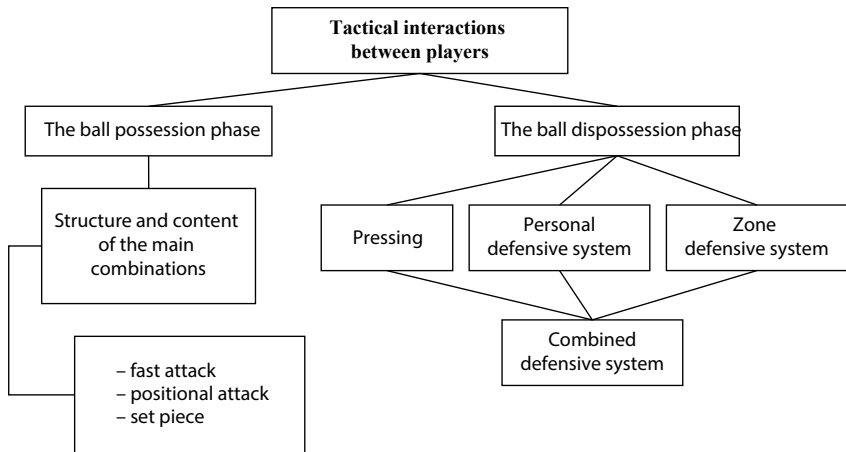 Tactical interactions
between players
The ball possession phase
The ball dispossession phase
Structure and content
of the main
combinations
Pressing
Personal
defensive system
Zone
defensive system
Combined
defensive system
– fast attack
– positional attack
– set piece